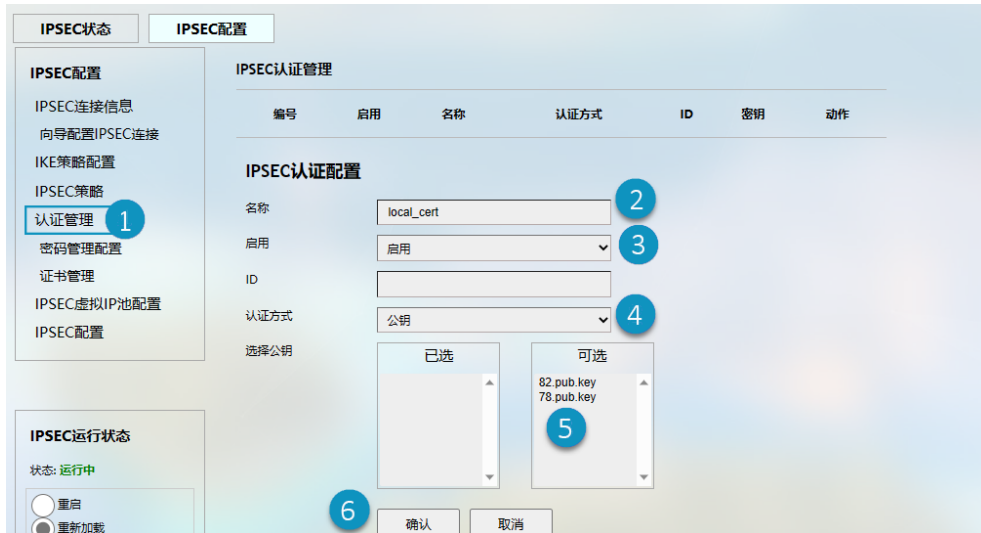 IPSEC状态 IPSEC配置
IPSEC配置
IPSEC连接信息
向导配置IPSEC连接
IKE策略配置
IPSEC策略
认证管理 1
密码管理配置
证书管理
IPSEC虚拟IP池配置
IPSEC配置
IPSEC运行状态
状态: 运行中
重启
重新加载
IPSEC认证管理
编号 启用 名称 认证方式 ID 密钥 动作
IPSEC认证配置
名称 local_cert 2
启用 启用 3
ID
认证方式 公钥 4
选择公钥 已选 可选
82.pub.key
78.pub.key
5
6 确认 取消